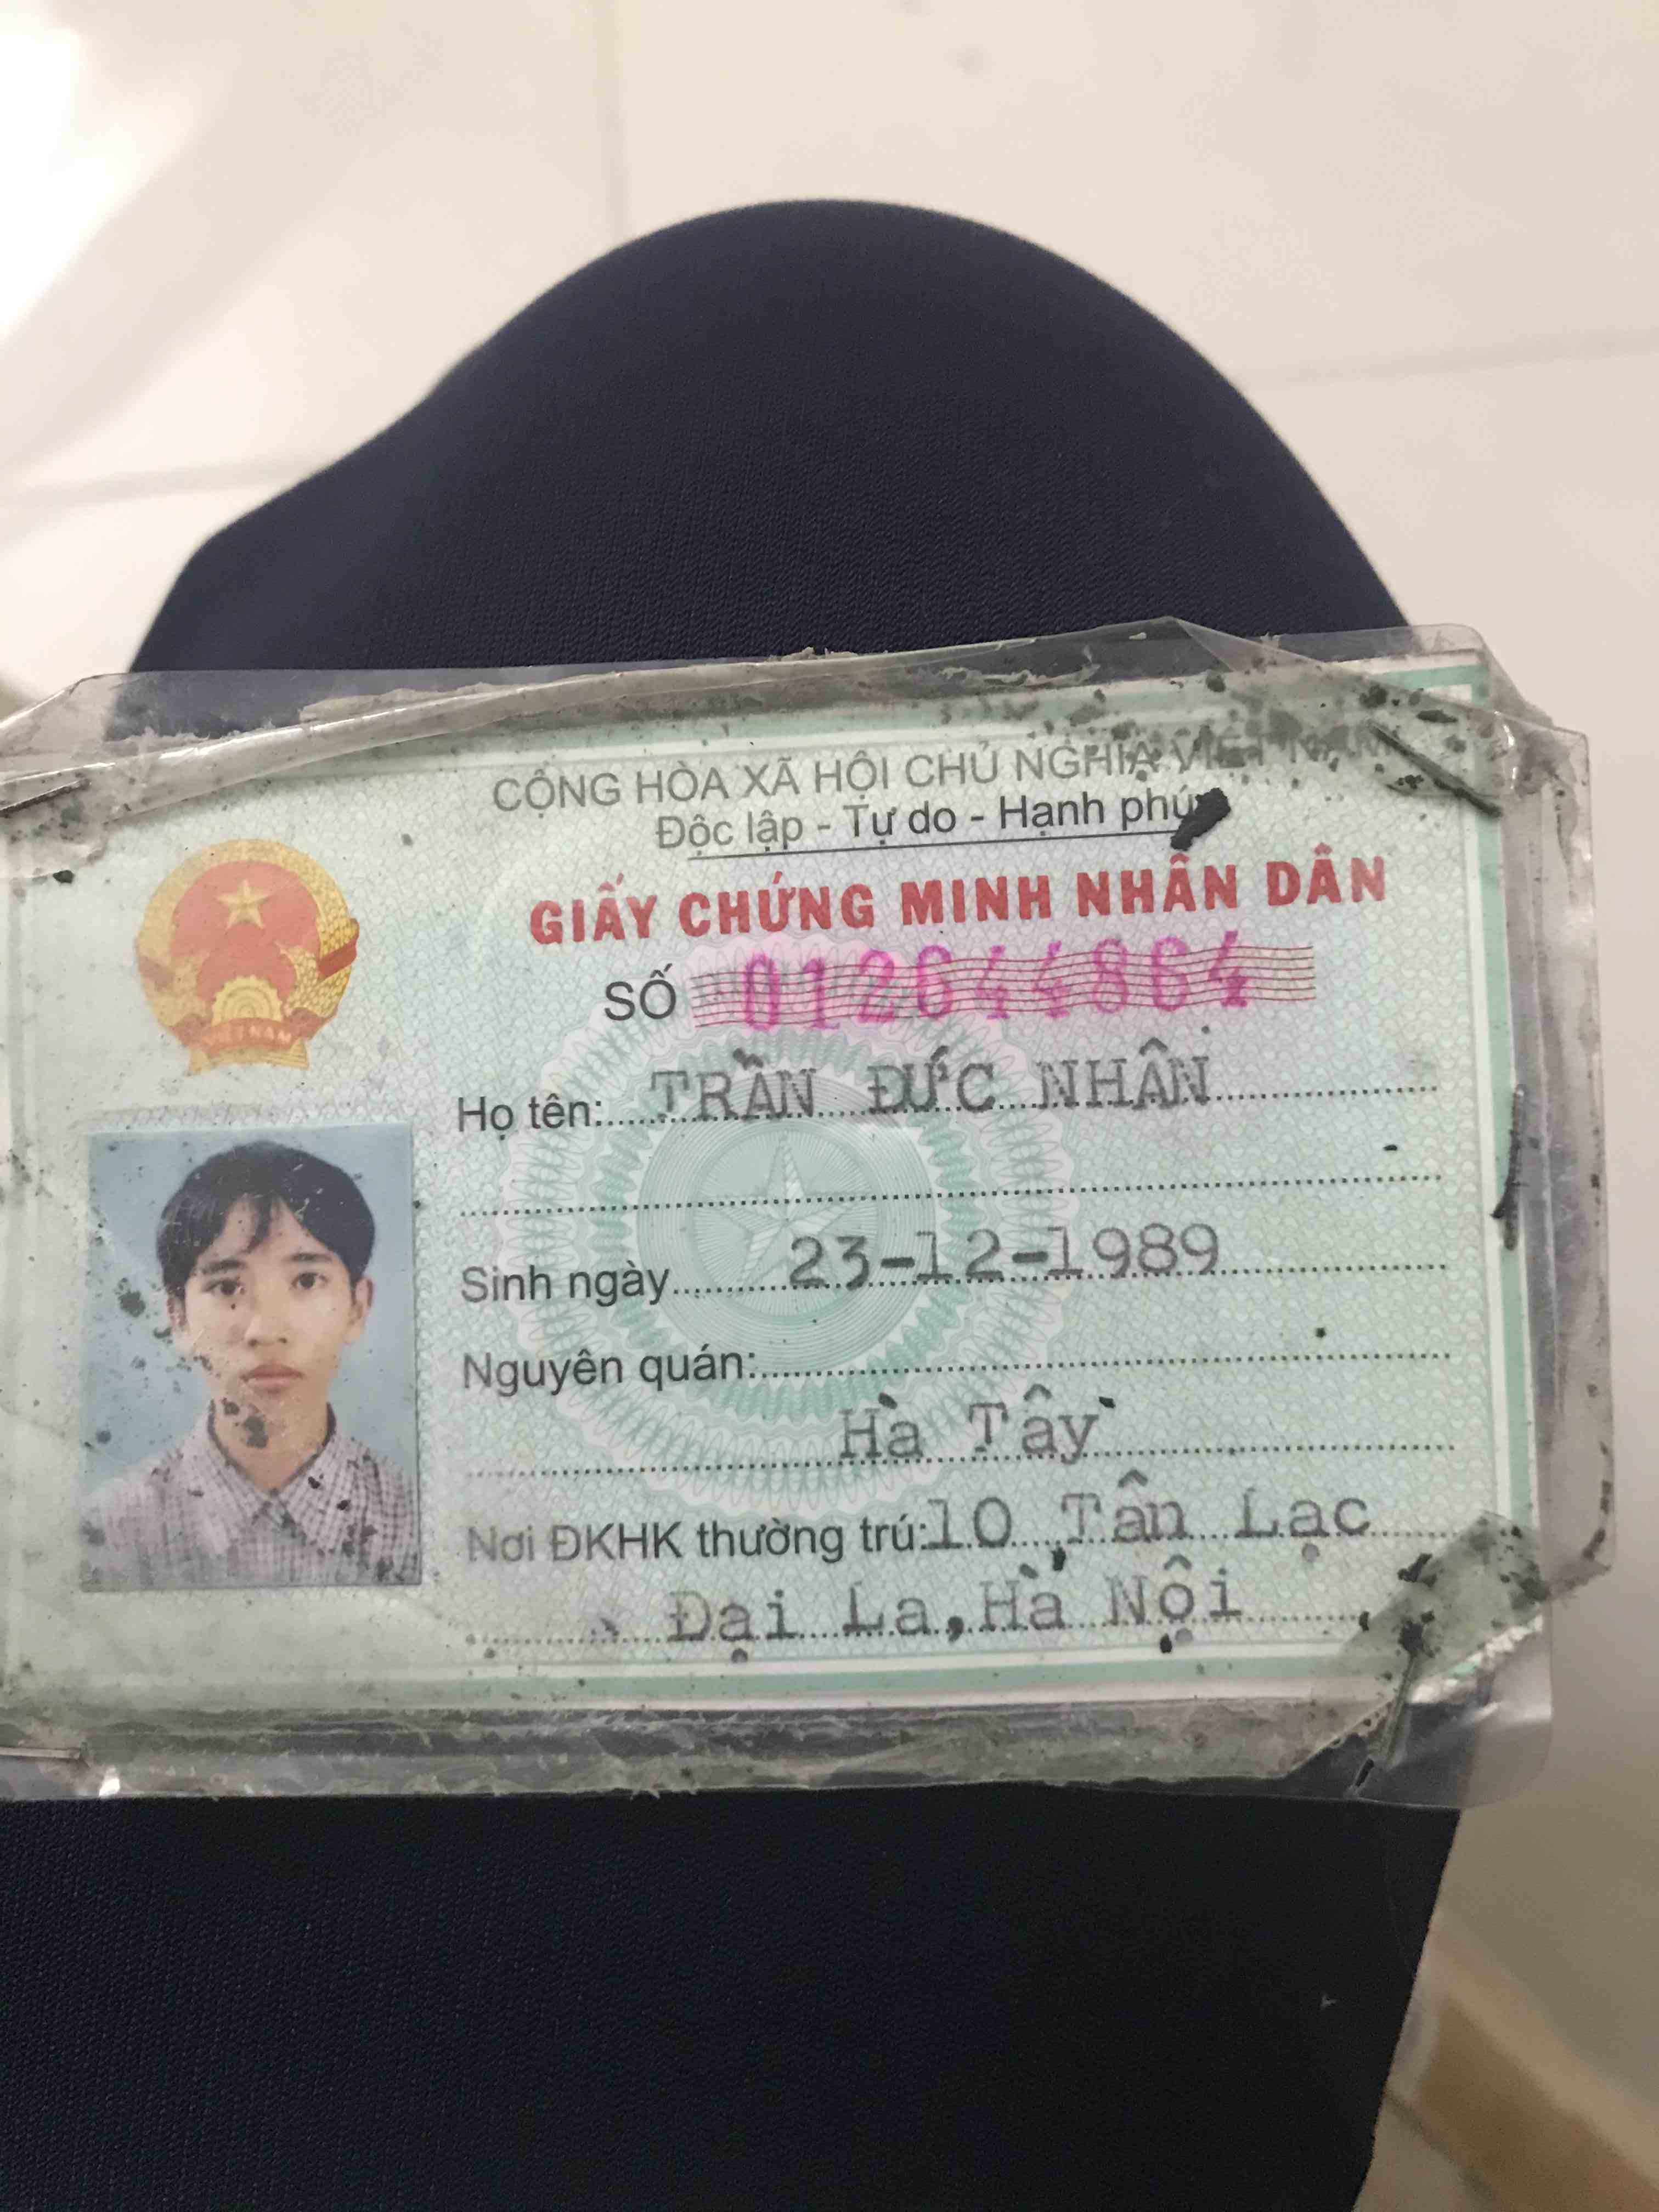 CỘNG HÒA XÃ HỘI CHỦ NGHĨA VIỆT NAM
Độc lập - Tự do - Hạnh phúc
GIẤY CHỨNG MINH NHÂN DÂN
SỐ 012644864
Họ tên: TRẦN ĐỨC NHÂN
Sinh ngày 23-12-1989
Nguyên quán:
Hà Tây
Nơi ĐKHK thường trú: 10 Tân Lạc
Đại La, Hà Nội